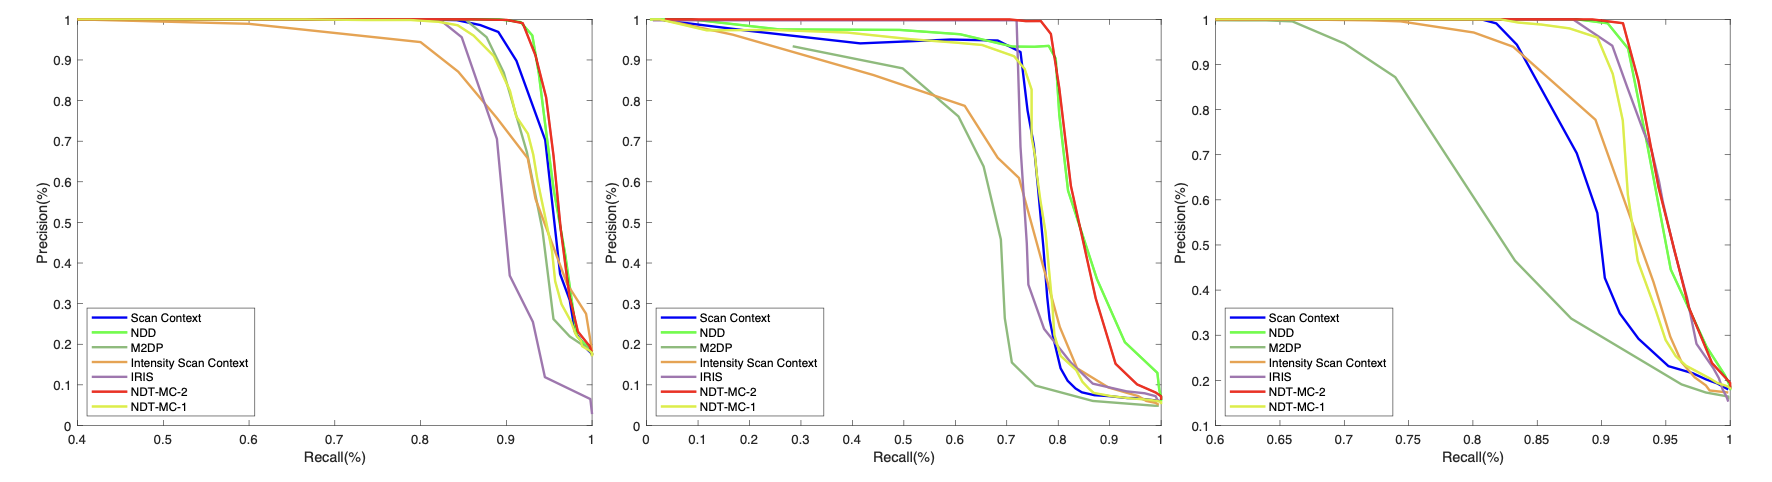 1
0.9
0.8
0.7
0.6
0.5
0.4
0.3
0.2
0.1
0
Precision(%)
Scan Context
NDD
M2DP
Intensity Scan Context
IRIS
NDT-MC-2
NDT-MC-1
0.4 0.5 0.6 0.7 0.8 0.9 1
Recall(%)
1
0.9
0.8
0.7
0.6
0.5
0.4
0.3
0.2
0.1
0
Precision(%)
Scan Context
NDD
M2DP
Intensity Scan Context
IRIS
NDT-MC-2
NDT-MC-1
0 0.1 0.2 0.3 0.4 0.5 0.6 0.7 0.8 0.9 1
Recall(%)
1
0.9
0.8
0.7
0.6
0.5
0.4
0.3
0.2
0.1
Precision(%)
Scan Context
NDD
M2DP
Intensity Scan Context
IRIS
NDT-MC-2
NDT-MC-1
0.6 0.65 0.7 0.75 0.8 0.85 0.9 0.95 1
Recall(%)